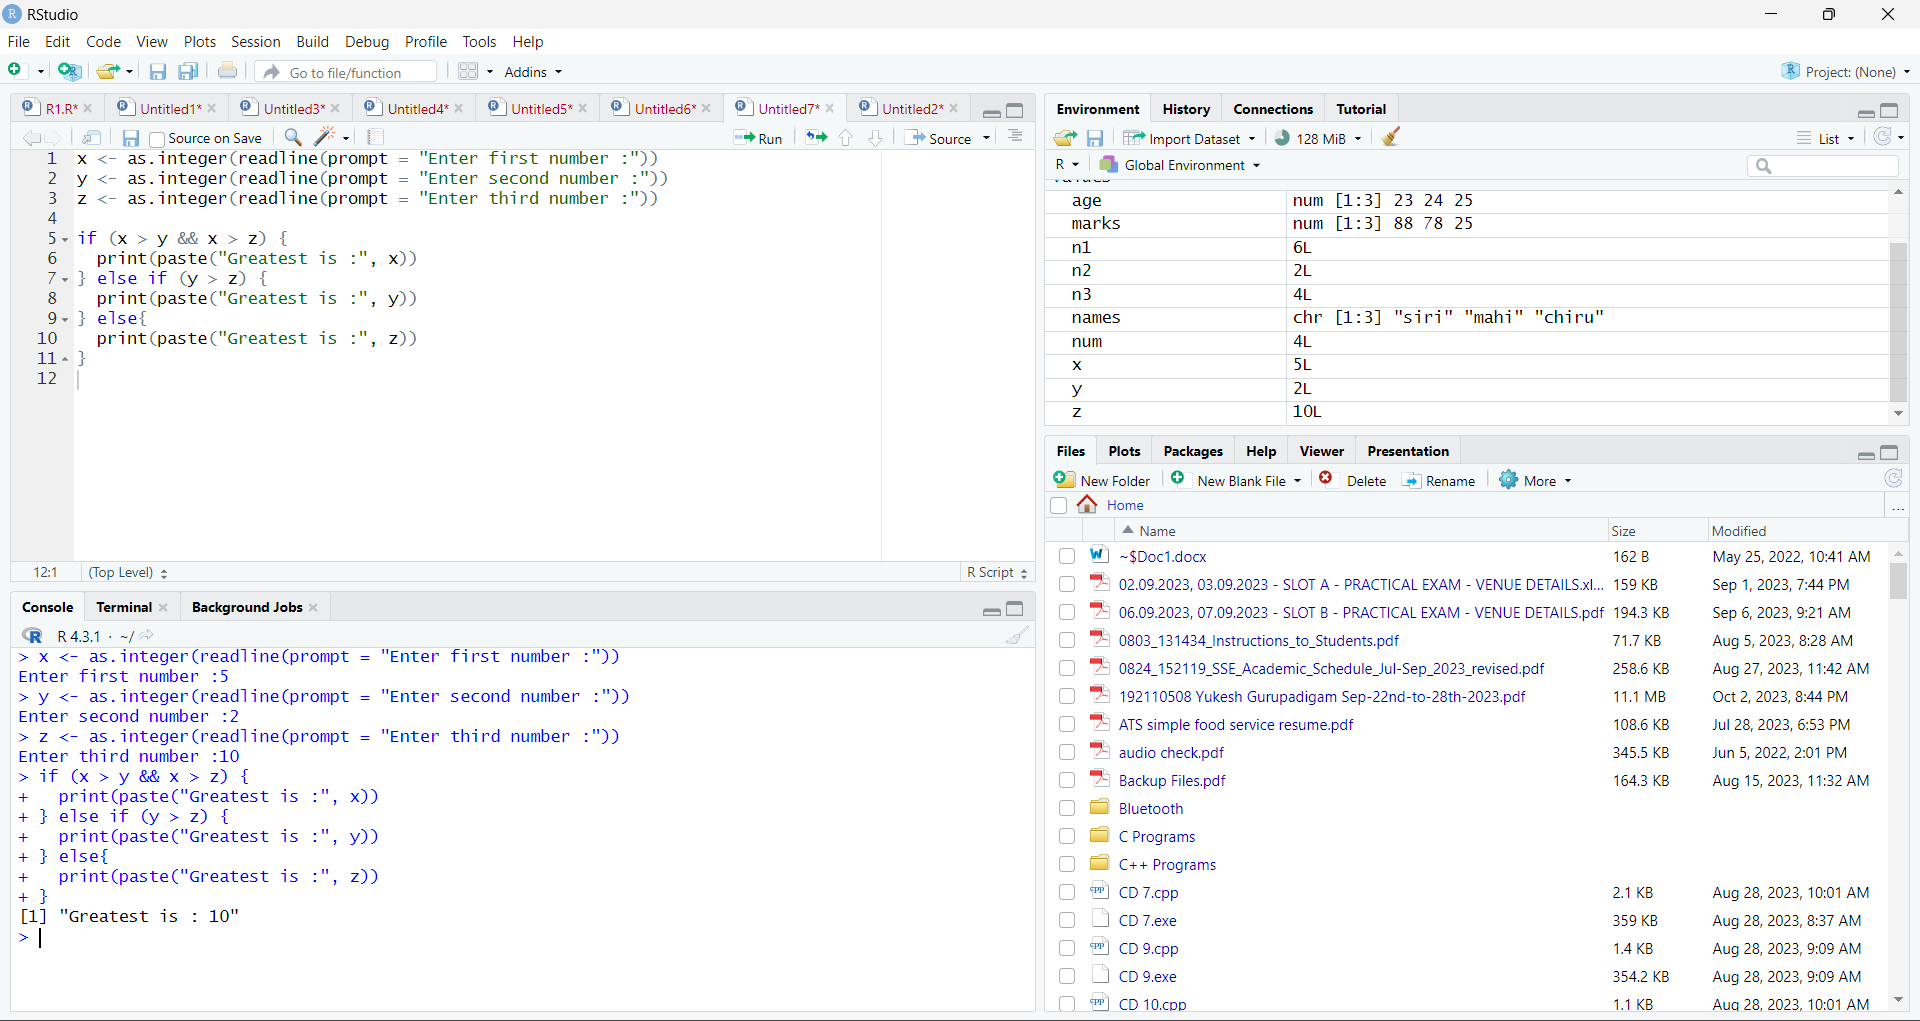 RStudio
File Edit Code View Plots Session Build Debug Profile Tools Help
Go to file/function Addins Project: (None)
R1.R* Untitled1* Untitled3* Untitled4* Untitled5* Untitled6* Untitled7* Untitled2*
Source on Save Run Source
1 x <- as.integer(readline(prompt = "Enter first number :"))
2 y <- as.integer(readline(prompt = "Enter second number :"))
3 z <- as.integer(readline(prompt = "Enter third number :"))
4
5 if (x > y && x > z) {
6   print(paste("Greatest is :", x))
7 } else if (y > z) {
8   print(paste("Greatest is :", y))
9 } else{
10   print(paste("Greatest is :", z))
11 }
12
12:1 (Top Level) R Script
Console Terminal Background Jobs
R 4.3.1 · ~/
> x <- as.integer(readline(prompt = "Enter first number :"))
Enter first number :5
> y <- as.integer(readline(prompt = "Enter second number :"))
Enter second number :2
> z <- as.integer(readline(prompt = "Enter third number :"))
Enter third number :10
> if (x > y && x > z) {
+   print(paste("Greatest is :", x))
+ } else if (y > z) {
+   print(paste("Greatest is :", y))
+ } else{
+   print(paste("Greatest is :", z))
+ }
[1] "Greatest is : 10"
>
Environment History Connections Tutorial
Import Dataset 128 MiB List
R Global Environment
age num [1:3] 23 24 25
marks num [1:3] 88 78 25
n1 6L
n2 2L
n3 4L
names chr [1:3] "siri" "mahi" "chiru"
num 4L
x 5L
y 2L
z 10L
Files Plots Packages Help Viewer Presentation
New Folder New Blank File Delete Rename More
Home ...
Name Size Modified
~$Doc1.docx 162 B May 25, 2022, 10:41 AM
02.09.2023, 03.09.2023 - SLOT A - PRACTICAL EXAM - VENUE DETAILS.xl... 159 KB Sep 1, 2023, 7:44 PM
06.09.2023, 07.09.2023 - SLOT B - PRACTICAL EXAM - VENUE DETAILS.pdf 194.3 KB Sep 6, 2023, 9:21 AM
0803_131434_Instructions_to_Students.pdf 71.7 KB Aug 5, 2023, 8:28 AM
0824_152119_SSE_Academic_Schedule_Jul-Sep_2023_revised.pdf 258.6 KB Aug 27, 2023, 11:42 AM
192110508 Yukesh Gurupadigam Sep-22nd-to-28th-2023.pdf 11.1 MB Oct 2, 2023, 8:44 PM
ATS simple food service resume.pdf 108.6 KB Jul 28, 2023, 6:53 PM
audio check.pdf 345.5 KB Jun 5, 2022, 2:01 PM
Backup Files.pdf 164.3 KB Aug 15, 2023, 11:32 AM
Bluetooth
C Programs
C++ Programs
CD 7.cpp 2.1 KB Aug 28, 2023, 10:01 AM
CD 7.exe 359 KB Aug 28, 2023, 8:37 AM
CD 9.cpp 1.4 KB Aug 28, 2023, 9:09 AM
CD 9.exe 354.2 KB Aug 28, 2023, 9:09 AM
CD 10.cpp 1.1 KB Aug 28, 2023, 10:01 AM